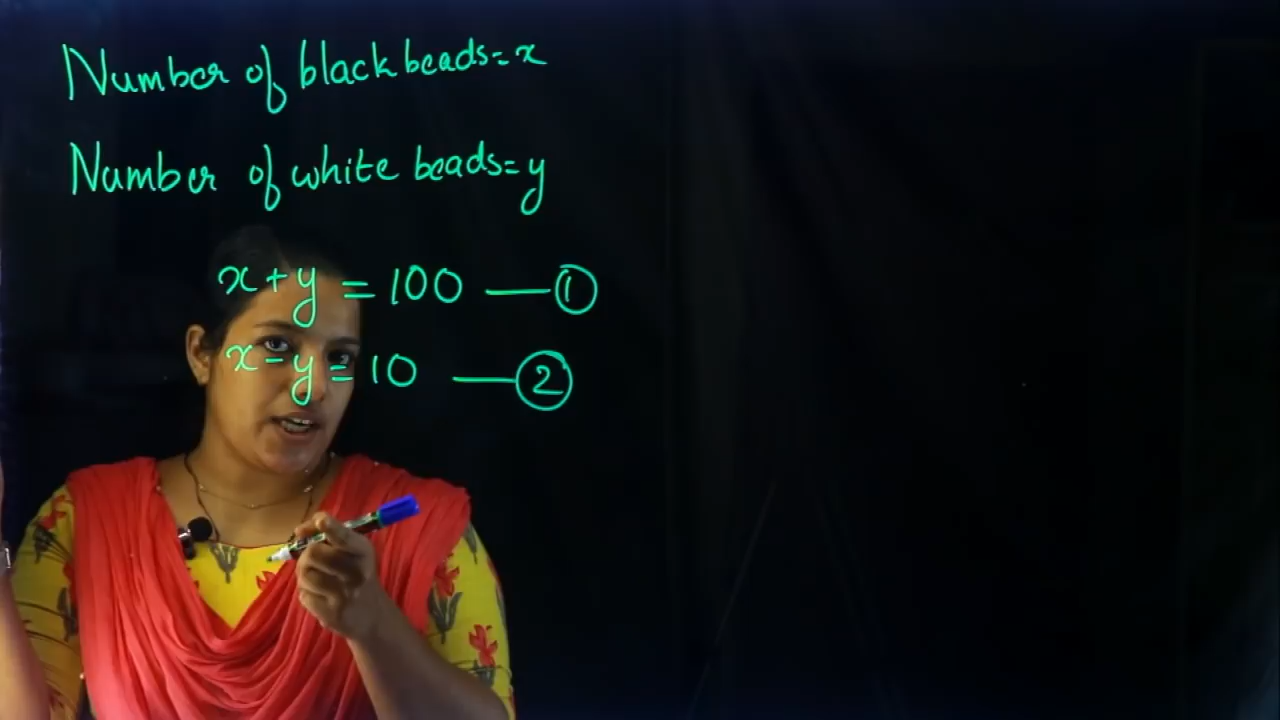 Number of black beads = x
Number of white beads = y
x + y = 100 — ①
x - y = 10 — ②